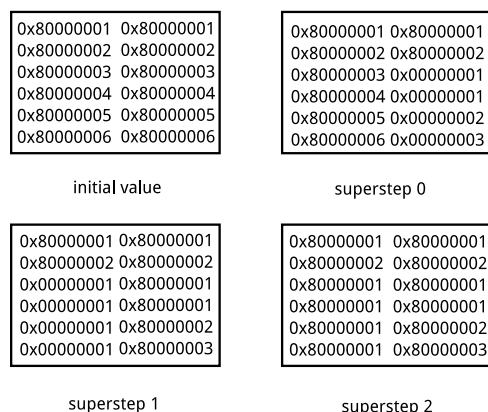 0x80000001 0x80000001
0x80000002 0x80000002
0x80000003 0x80000003
0x80000004 0x80000004
0x80000005 0x80000005
0x80000006 0x80000006
initial value
0x80000001 0x80000001
0x80000002 0x80000002
0x80000003 0x00000001
0x80000004 0x00000001
0x80000005 0x00000002
0x80000006 0x00000003
superstep 0
0x80000001 0x80000001
0x80000002 0x80000002
0x00000001 0x80000001
0x00000001 0x80000001
0x00000001 0x80000002
0x00000001 0x80000003
superstep 1
0x80000001 0x80000001
0x80000002 0x80000002
0x80000001 0x80000001
0x80000001 0x80000001
0x80000001 0x80000002
0x80000001 0x80000003
superstep 2